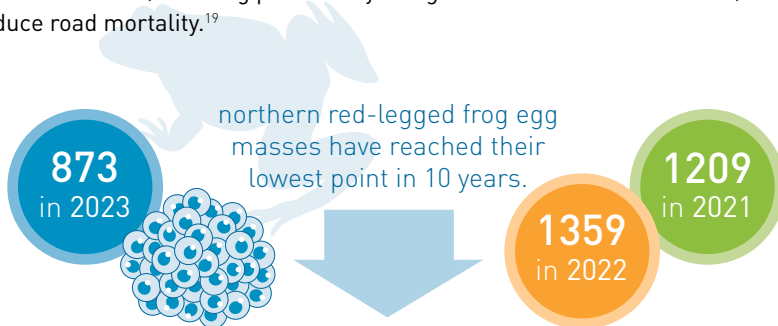 duce road mortality.19
northern red-legged frog egg
masses have reached their
lowest point in 10 years.
873
in 2023
1209
in 2021
1359
in 2022